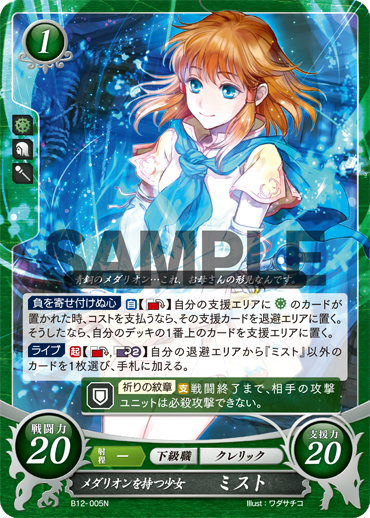 1
SAMPLE
青銅のメダリオン…これ、お母さんの形見なんです。
負を寄せ付けぬ心 自【 】自分の支援エリアに のカードが
置かれた時、コストを支払うなら、その支援カードを退避エリアに置く。
そうしたなら、自分のデッキの1番上のカードを支援エリアに置く。
ライブ 起【 , 2】自分の退避エリアから『ミスト』以外の
カードを1枚選び、手札に加える。
祈りの紋章 支 戦闘終了まで、相手の攻撃
ユニットは必殺攻撃できない。
戦闘力
20
射程 — 下級職 クレリック
支援力
20
メダリオンを持つ少女 ミスト
B12-005N
Illust:ワダサチコ